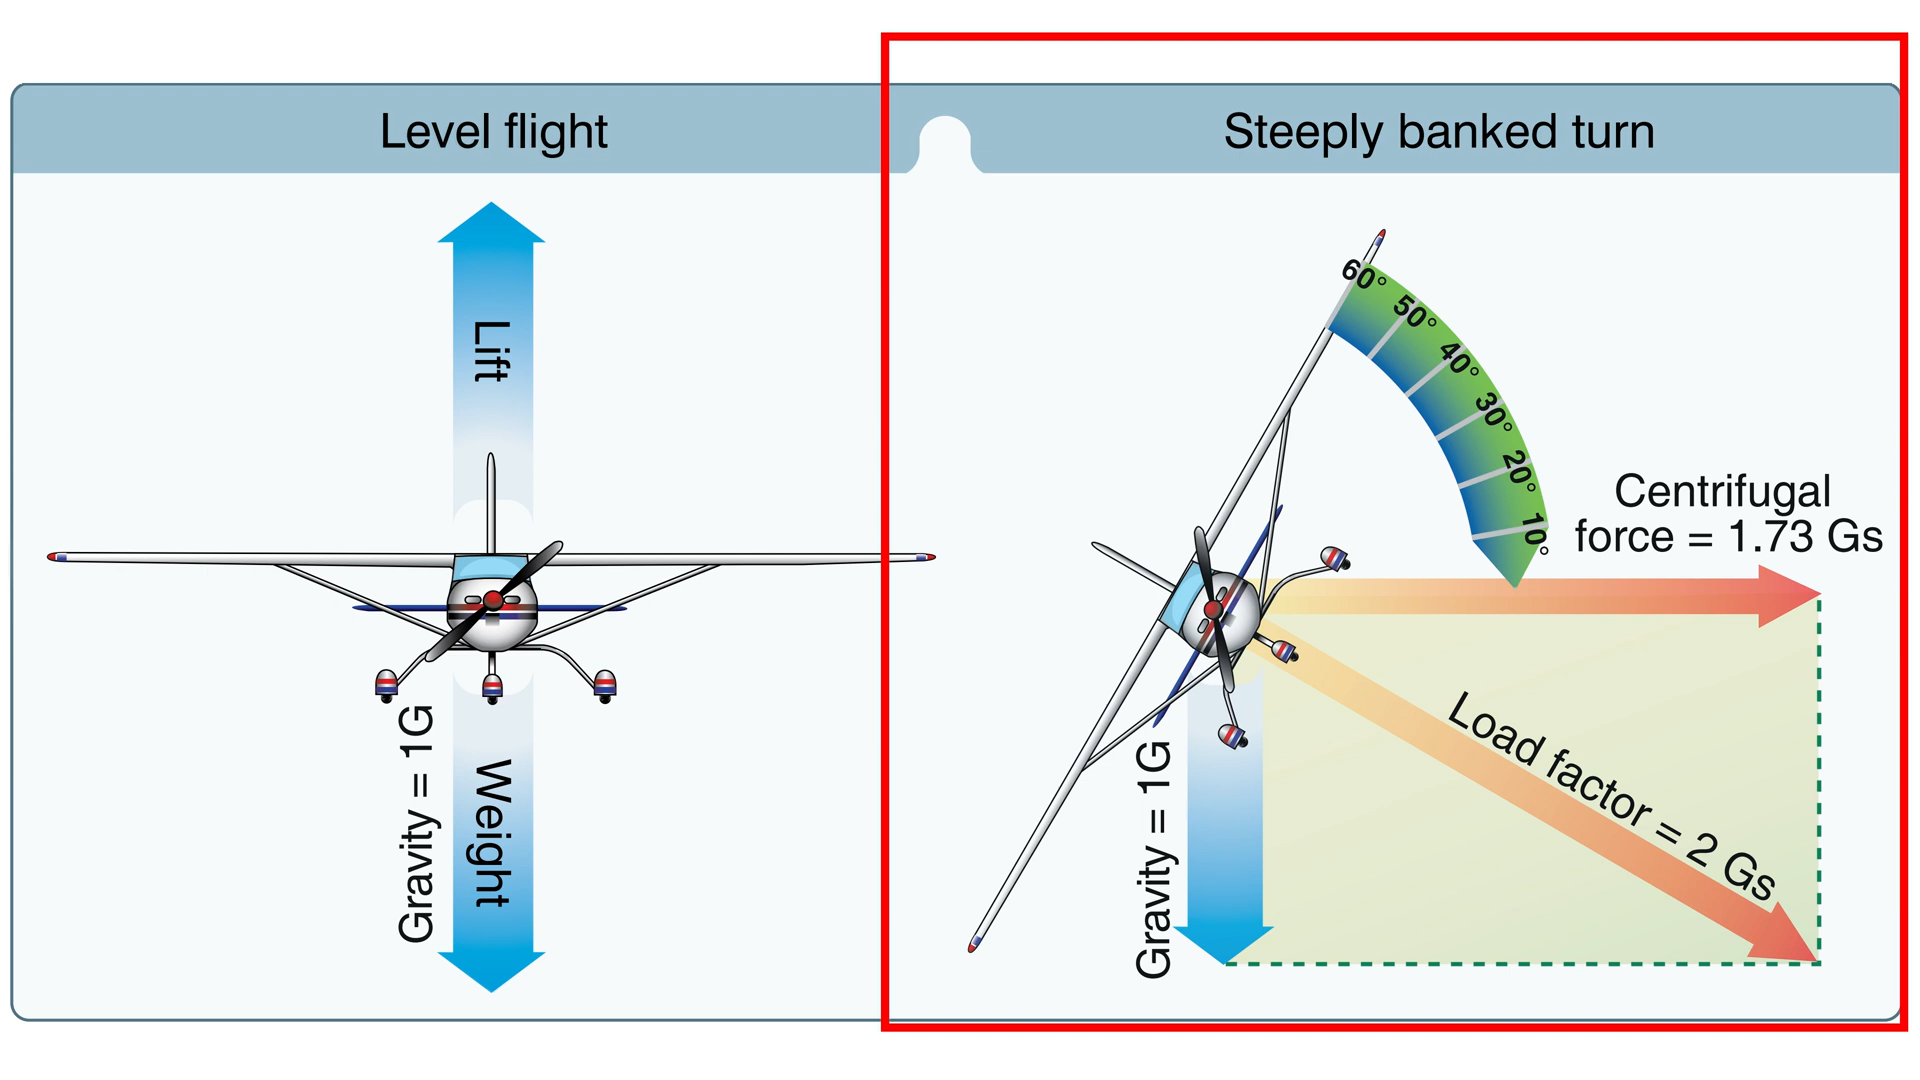 Level flight
Steeply banked turn
Lift
Gravity = 1G
Weight
60°
50°
40°
30°
20°
10°
Centrifugal
force = 1.73 Gs
Load factor = 2 Gs
Gravity = 1G